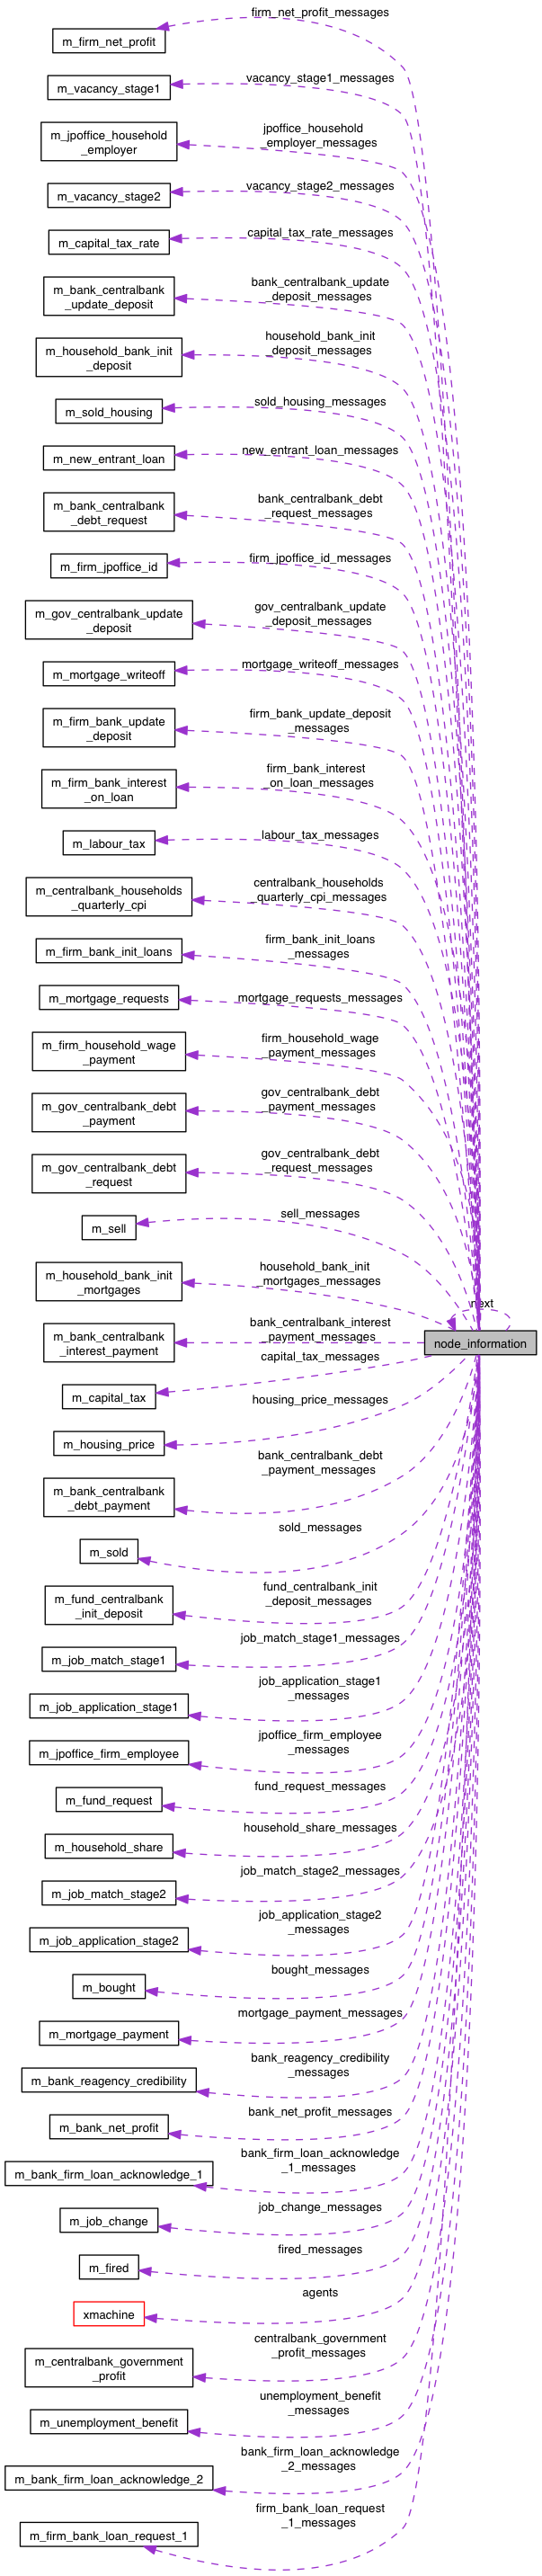 firm_net_profit_messages
m_firm_net_profit
vacancy_stage1_messages
m_vacancy_stage1
jpoffice_household
_employer_messages
m_jpoffice_household
_employer
vacancy_stage2_messages
m_vacancy_stage2
capital_tax_rate_messages
m_capital_tax_rate
bank_centralbank_update
_deposit_messages
m_bank_centralbank
_update_deposit
household_bank_init
_deposit_messages
m_household_bank_init
_deposit
sold_housing_messages
m_sold_housing
new_entrant_loan_messages
m_new_entrant_loan
bank_centralbank_debt
_request_messages
m_bank_centralbank
_debt_request
firm_jpoffice_id_messages
m_firm_jpoffice_id
gov_centralbank_update
_deposit_messages
m_gov_centralbank_update
_deposit
mortgage_writeoff_messages
m_mortgage_writeoff
firm_bank_update_deposit
_messages
m_firm_bank_update
_deposit
firm_bank_interest
_on_loan_messages
m_firm_bank_interest
_on_loan
labour_tax_messages
m_labour_tax
centralbank_households
_quarterly_cpi_messages
m_centralbank_households
_quarterly_cpi
firm_bank_init_loans
_messages
m_firm_bank_init_loans
mortgage_requests_messages
m_mortgage_requests
firm_household_wage
_payment_messages
m_firm_household_wage
_payment
gov_centralbank_debt
_payment_messages
m_gov_centralbank_debt
_payment
gov_centralbank_debt
_request_messages
m_gov_centralbank_debt
_request
sell_messages
m_sell
household_bank_init
_mortgages_messages
m_household_bank_init
_mortgages
next
node_information
bank_centralbank_interest
_payment_messages
m_bank_centralbank
_interest_payment
capital_tax_messages
m_capital_tax
housing_price_messages
m_housing_price
bank_centralbank_debt
_payment_messages
m_bank_centralbank
_debt_payment
sold_messages
m_sold
fund_centralbank_init
_deposit_messages
m_fund_centralbank
_init_deposit
job_match_stage1_messages
m_job_match_stage1
job_application_stage1
_messages
m_job_application_stage1
jpoffice_firm_employee
_messages
m_jpoffice_firm_employee
fund_request_messages
m_fund_request
household_share_messages
m_household_share
job_match_stage2_messages
m_job_match_stage2
job_application_stage2
_messages
m_job_application_stage2
bought_messages
m_bought
mortgage_payment_messages
m_mortgage_payment
bank_reagency_credibility
_messages
m_bank_reagency_credibility
bank_net_profit_messages
m_bank_net_profit
bank_firm_loan_acknowledge
_1_messages
m_bank_firm_loan_acknowledge_1
job_change_messages
m_job_change
fired_messages
m_fired
agents
xmachine
centralbank_government
_profit_messages
m_centralbank_government
_profit
unemployment_benefit
_messages
m_unemployment_benefit
bank_firm_loan_acknowledge
_2_messages
m_bank_firm_loan_acknowledge_2
firm_bank_loan_request
_1_messages
m_firm_bank_loan_request_1